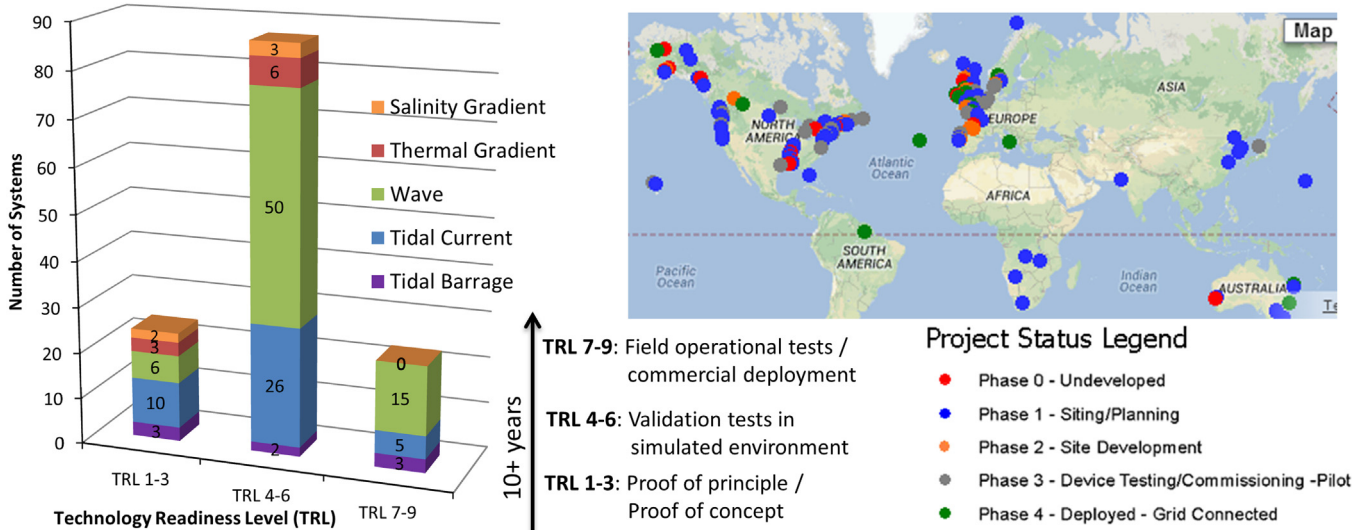 90
80
70
60
50
40
30
20
10
0
Number of Systems
3
6
50
26
2
2
3
6
10
3
0
15
5
3
Salinity Gradient
Thermal Gradient
Wave
Tidal Current
Tidal Barrage
TRL 1-3
TRL 4-6
TRL 7-9
Technology Readiness Level (TRL)
10+ years
TRL 7-9: Field operational tests /
commercial deployment
TRL 4-6: Validation tests in
simulated environment
TRL 1-3: Proof of principle /
Proof of concept
Map
ASIA
NORTH
AMERICA
EUROPE
Atlantic
Ocean
AFRICA
SOUTH
AMERICA
Pacific
Ocean
Indian
Ocean
AUSTRALIA
Te
Project Status Legend
Phase 0 - Undeveloped
Phase 1 - Siting/Planning
Phase 2 - Site Development
Phase 3 - Device Testing/Commissioning -Pilot
Phase 4 - Deployed - Grid Connected